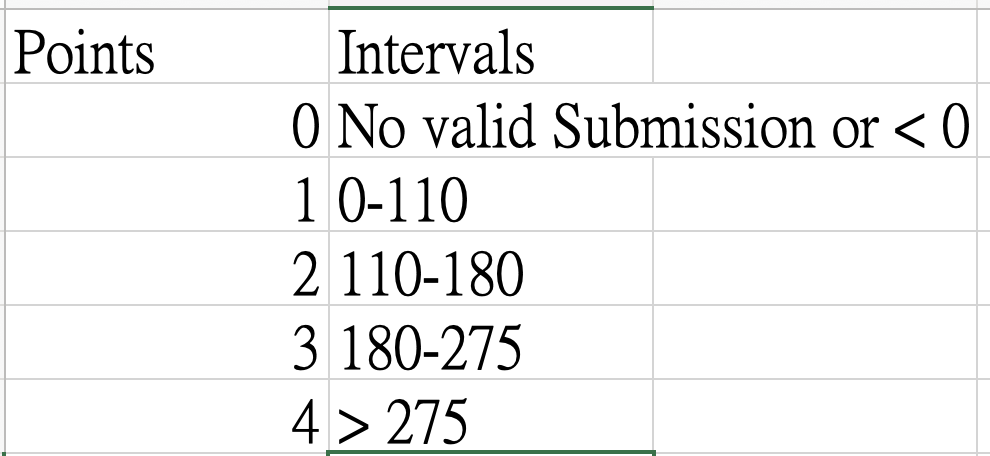 Points Intervals
0 No valid Submission or < 0
1 0-110
2 110-180
3 180-275
4 > 275